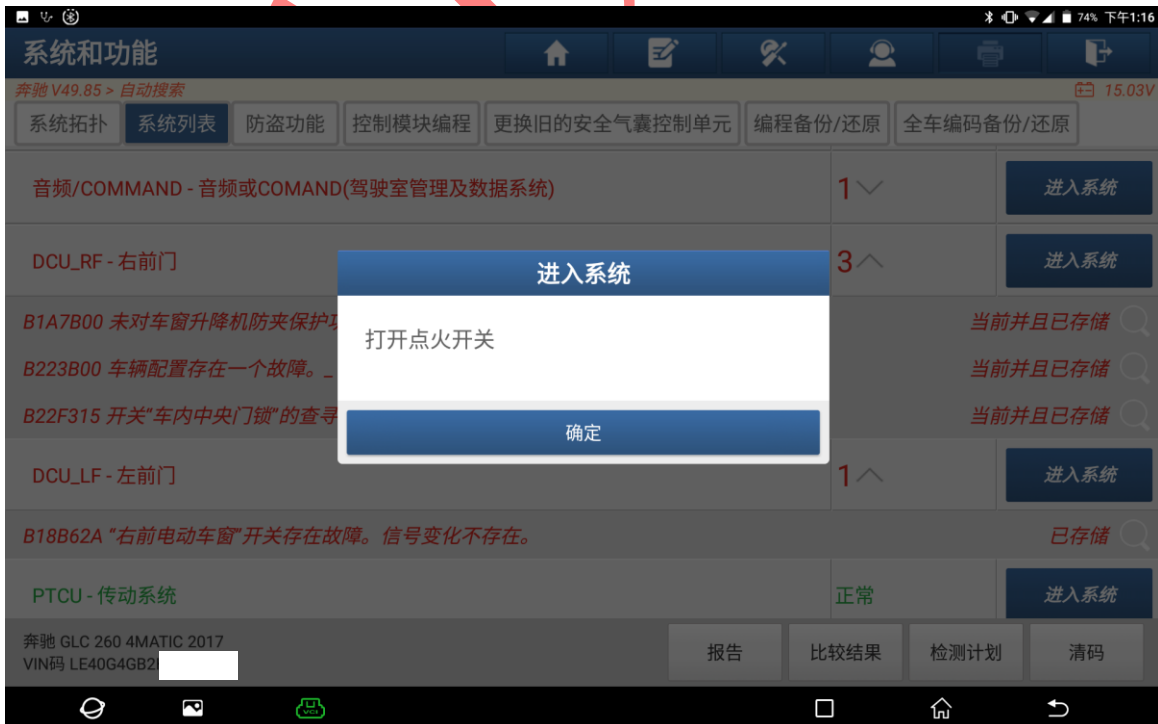 74% 下午1:16
系统和功能
奔驰 V49.85 > 自动搜索
15.03V
系统拓扑 系统列表 防盗功能 控制模块编程 更换旧的安全气囊控制单元 编程备份/还原 全车编码备份/还原
音频/COMMAND - 音频或COMAND(驾驶室管理及数据系统) 1 进入系统
DCU_RF - 右前门 3 进入系统
进入系统
打开点火开关
确定
B1A7B00 未对车窗升降机防夹保护 当前并且已存储
B223B00 车辆配置存在一个故障。_ 当前并且已存储
B22F315 开关“车内中央门锁”的查寻 当前并且已存储
DCU_LF - 左前门 1 进入系统
B18B62A “右前电动车窗”开关存在故障。信号变化不存在。 已存储
PTCU - 传动系统 正常 进入系统
奔驰 GLC 260 4MATIC 2017
VIN码 LE40G4GB2
报告 比较结果 检测计划 清码
VCI